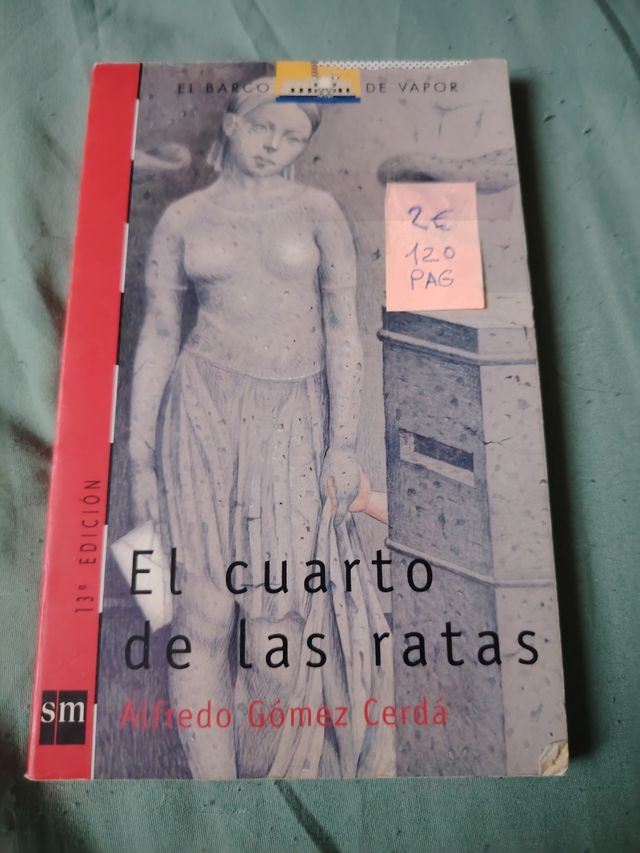 EL BARCO DE VAPOR
2€
120
PAG
13ª EDICIÓN
El cuarto
de las ratas
sm
Alfredo Gómez Cerdá